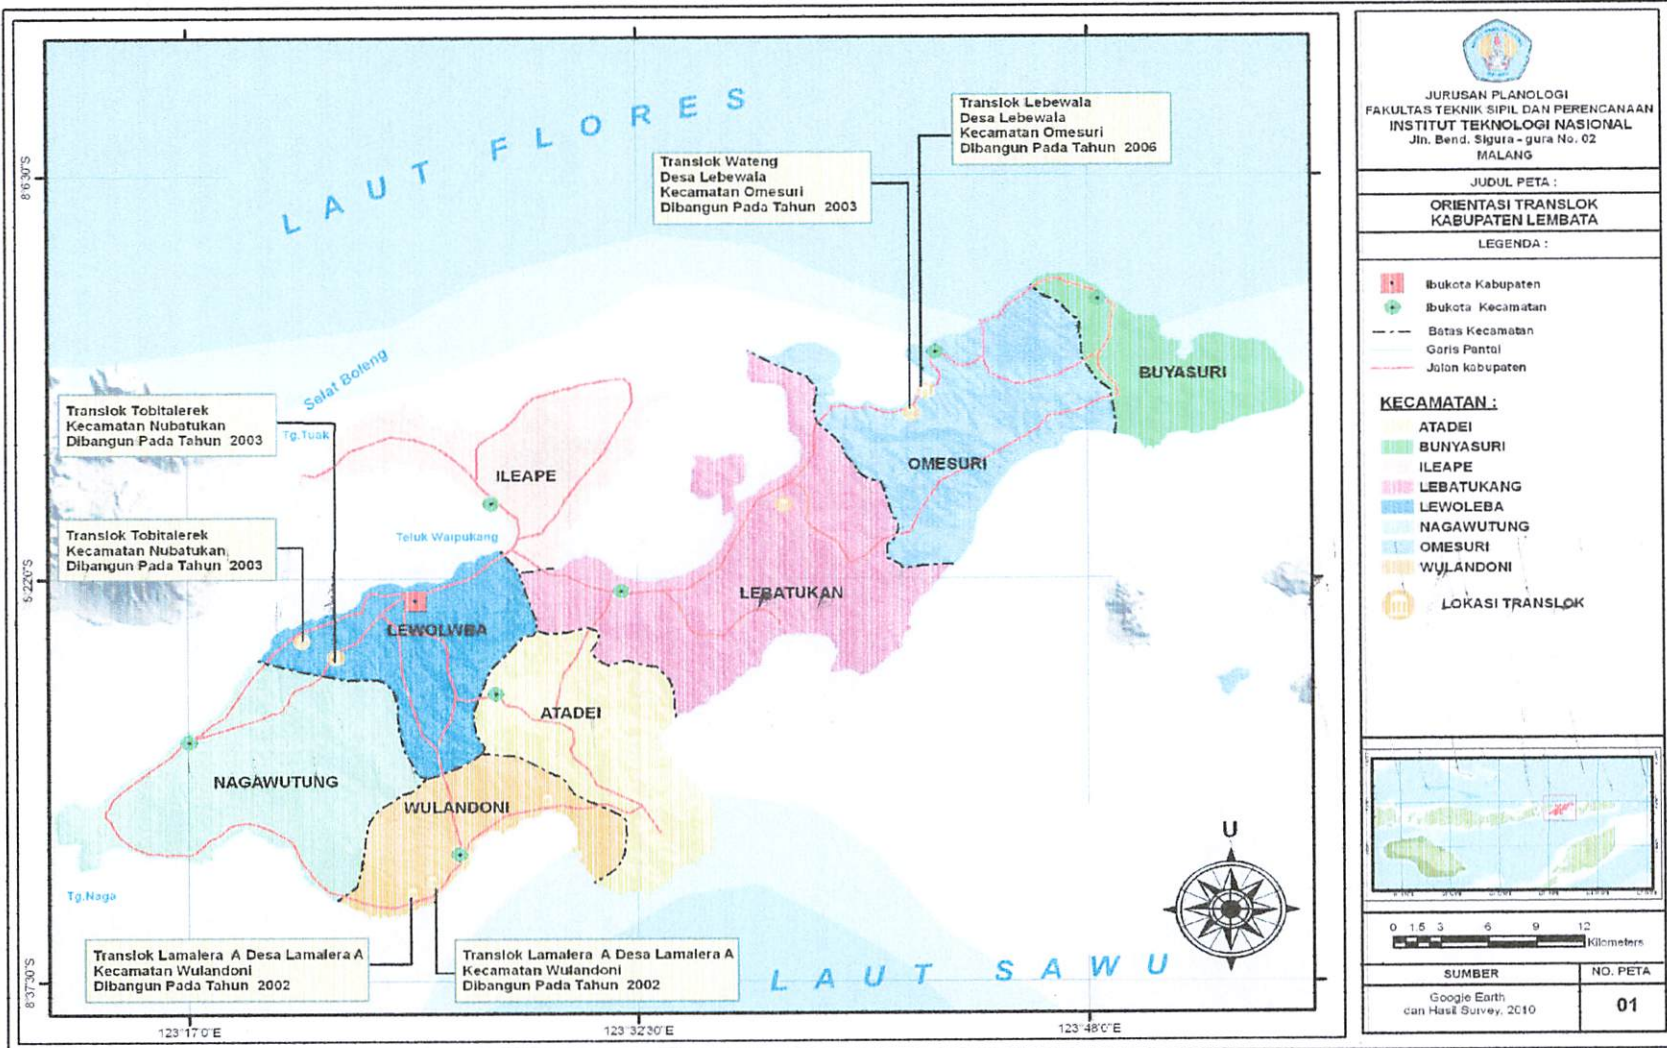 LAUT FLORES
Translok Lebewala
Desa Lebewala
Kecamatan Omesuri
Dibangun Pada Tahun 2006
Translok Wateng
Desa Lebewala
Kecamatan Omesuri
Dibangun Pada Tahun 2003
8°6'30"S
Selat Boleng
Translok Tobitalerek
Kecamatan Nubatukan
Dibangun Pada Tahun 2003
Tg.Tuak
BUYASURI
OMESURI
ILEAPE
Translok Tobitalerek
Kecamatan Nubatukan
Dibangun Pada Tahun 2003
Teluk Waipukang
5'22'0"S
LEBATUKAN
LEWOLWBA
ATADEI
NAGAWUTUNG
WULANDONI
U
Tg.Naga
Translok Lamalera A Desa Lamalera A
Kecamatan Wulandoni
Dibangun Pada Tahun 2002
Translok Lamalera A Desa Lamalera A
Kecamatan Wulandoni
Dibangun Pada Tahun 2002
LAUT SAWU
8°37'30"S
123°17'0"E
123°32'30"E
123°48'0"E
JURUSAN PLANOLOGI
FAKULTAS TEKNIK SIPIL DAN PERENCANAAN
INSTITUT TEKNOLOGI NASIONAL
Jln. Bend. Sigura - gura No. 02
MALANG
JUDUL PETA :
ORIENTASI TRANSLOK
KABUPATEN LEMBATA
LEGENDA :
Ibukota Kabupaten
Ibukota Kecamatan
Batas Kecamatan
Garis Pantai
Jalan kabupaten
KECAMATAN :
ATADEI
BUNYASURI
ILEAPE
LEBATUKANG
LEWOLEBA
NAGAWUTUNG
OMESURI
WULANDONI
LOKASI TRANSLOK
0 1.5 3 6 9 12
Kilometers
SUMBER
NO. PETA
Google Earth
dan Hasil Survey, 2010
01